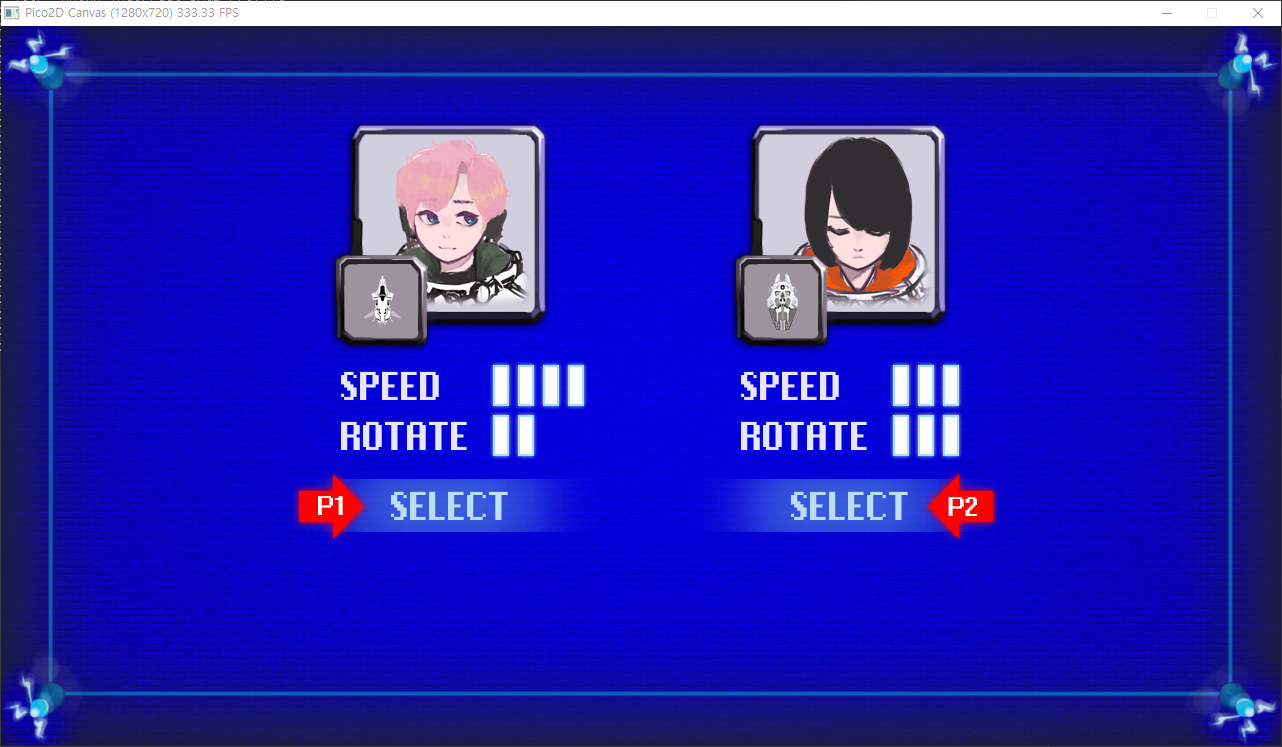 Pico2D Canvas (1280x720) 333.33 FPS
SPEED
ROTATE
P1 SELECT
SPEED
ROTATE
SELECT P2